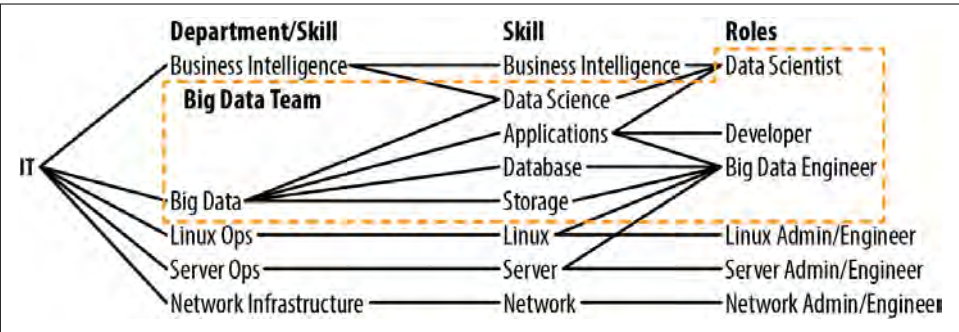 Department/Skill Skill Roles
Business Intelligence Business Intelligence Data Scientist
Big Data Team Data Science
Applications Developer
IT Database Big Data Engineer
Big Data Storage
Linux Ops Linux Linux Admin/Engineer
Server Ops Server Server Admin/Engineer
Network Infrastructure Network Network Admin/Engineer